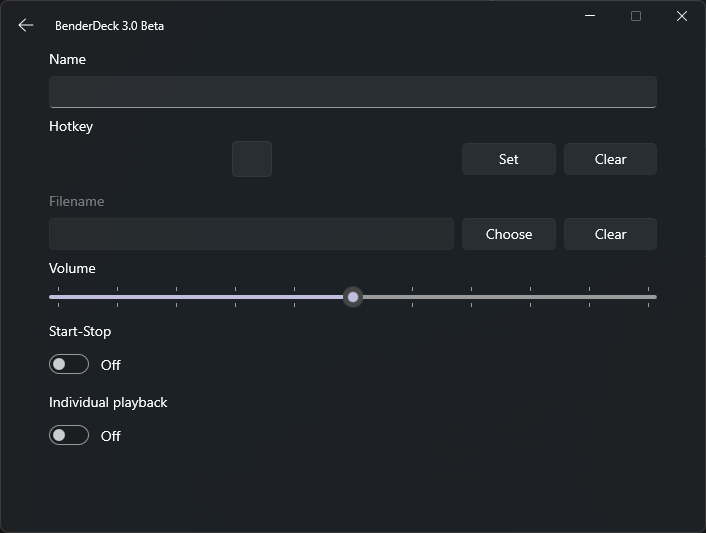 BenderDeck 3.0 Beta
Name
Hotkey
Set Clear
Filename
Choose Clear
Volume
Start-Stop
Off
Individual playback
Off